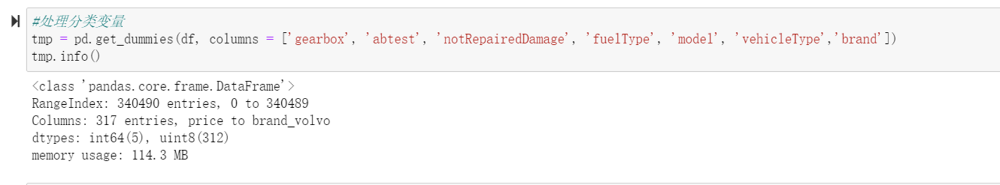 #处理分类变量
tmp = pd.get_dummies(df, columns = ['gearbox', 'abtest', 'notRepairedDamage', 'fuelType', 'model', 'vehicleType','brand'])
tmp.info()
<class 'pandas.core.frame.DataFrame'>
RangeIndex: 340490 entries, 0 to 340489
Columns: 317 entries, price to brand_volvo
dtypes: int64(5), uint8(312)
memory usage: 114.3 MB